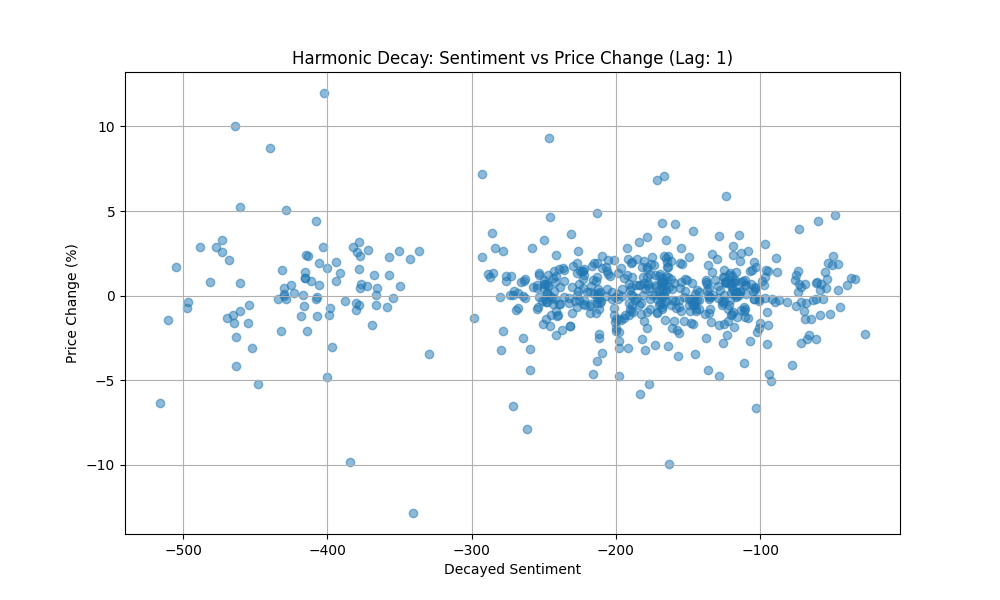 Harmonic Decay: Sentiment vs Price Change (Lag: 1)
Price Change (%)
10
5
0
−5
−10
−500 −400 −300 −200 −100
Decayed Sentiment